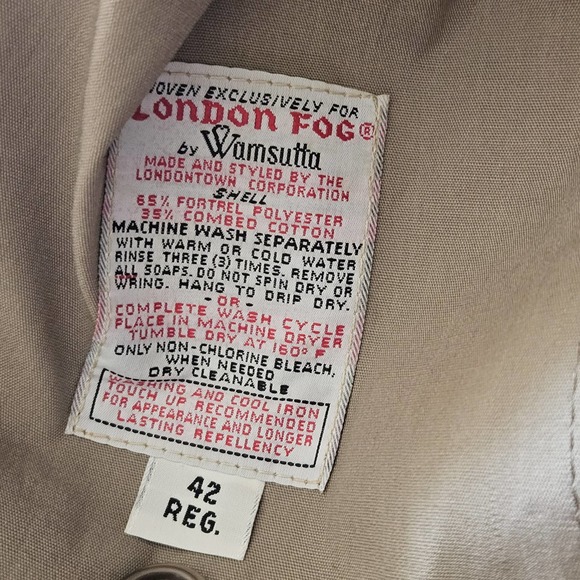 WOVEN EXCLUSIVELY FOR
LONDON FOG®
by Wamsutta
MADE AND STYLED BY THE
LONDONTOWN CORPORATION
SHELL
65% FORTREL POLYESTER
35% COMBED COTTON
MACHINE WASH SEPARATELY
WITH WARM OR COLD WATER
RINSE THREE (3) TIMES. REMOVE
ALL SOAPS. DO NOT SPIN DRY OR
WRING. HANG TO DRIP DRY.
-OR-
COMPLETE WASH CYCLE
PLACE IN MACHINE DRYER
TUMBLE DRY AT 160° F
ONLY NON-CHLORINE BLEACH,
WHEN NEEDED
DRY CLEANABLE
AND COOL IRON
TOUCH UP RECOMMENDED
FOR APPEARANCE AND LONGER
LASTING REPELLENCY
42
REG.